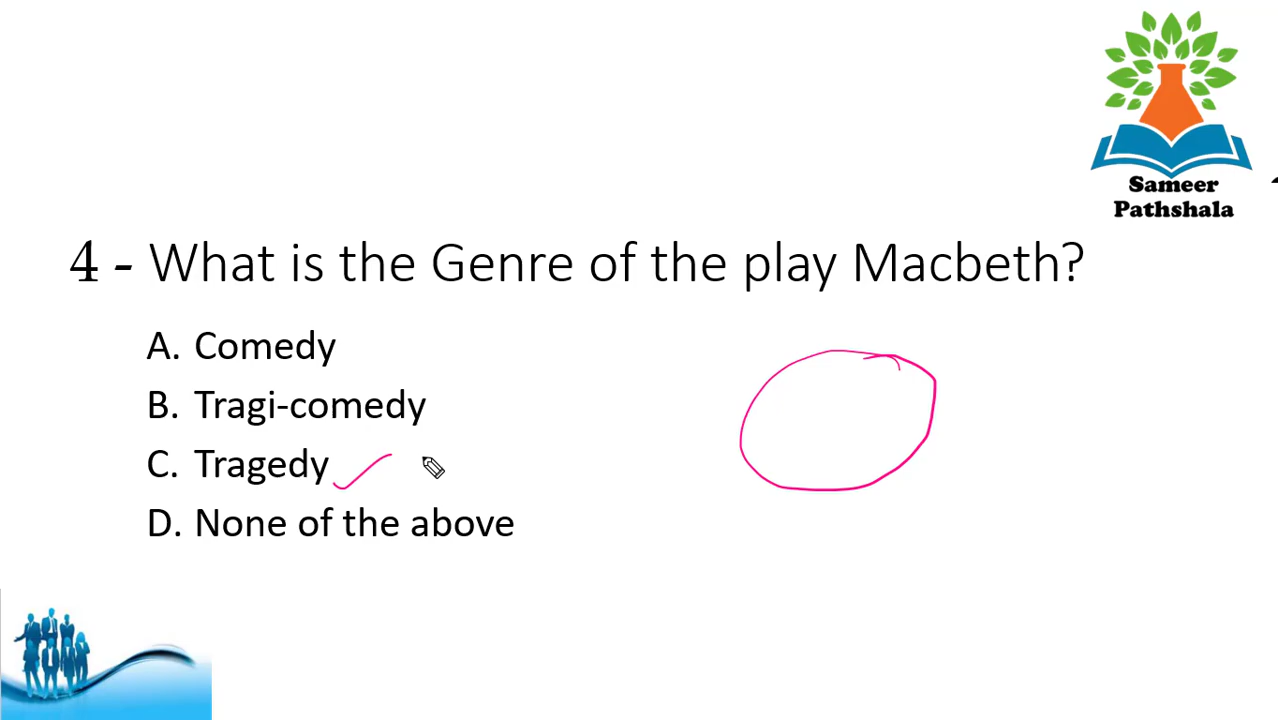 Sameer
Pathshala
4 - What is the Genre of the play Macbeth?
A. Comedy
B. Tragi-comedy
C. Tragedy
D. None of the above